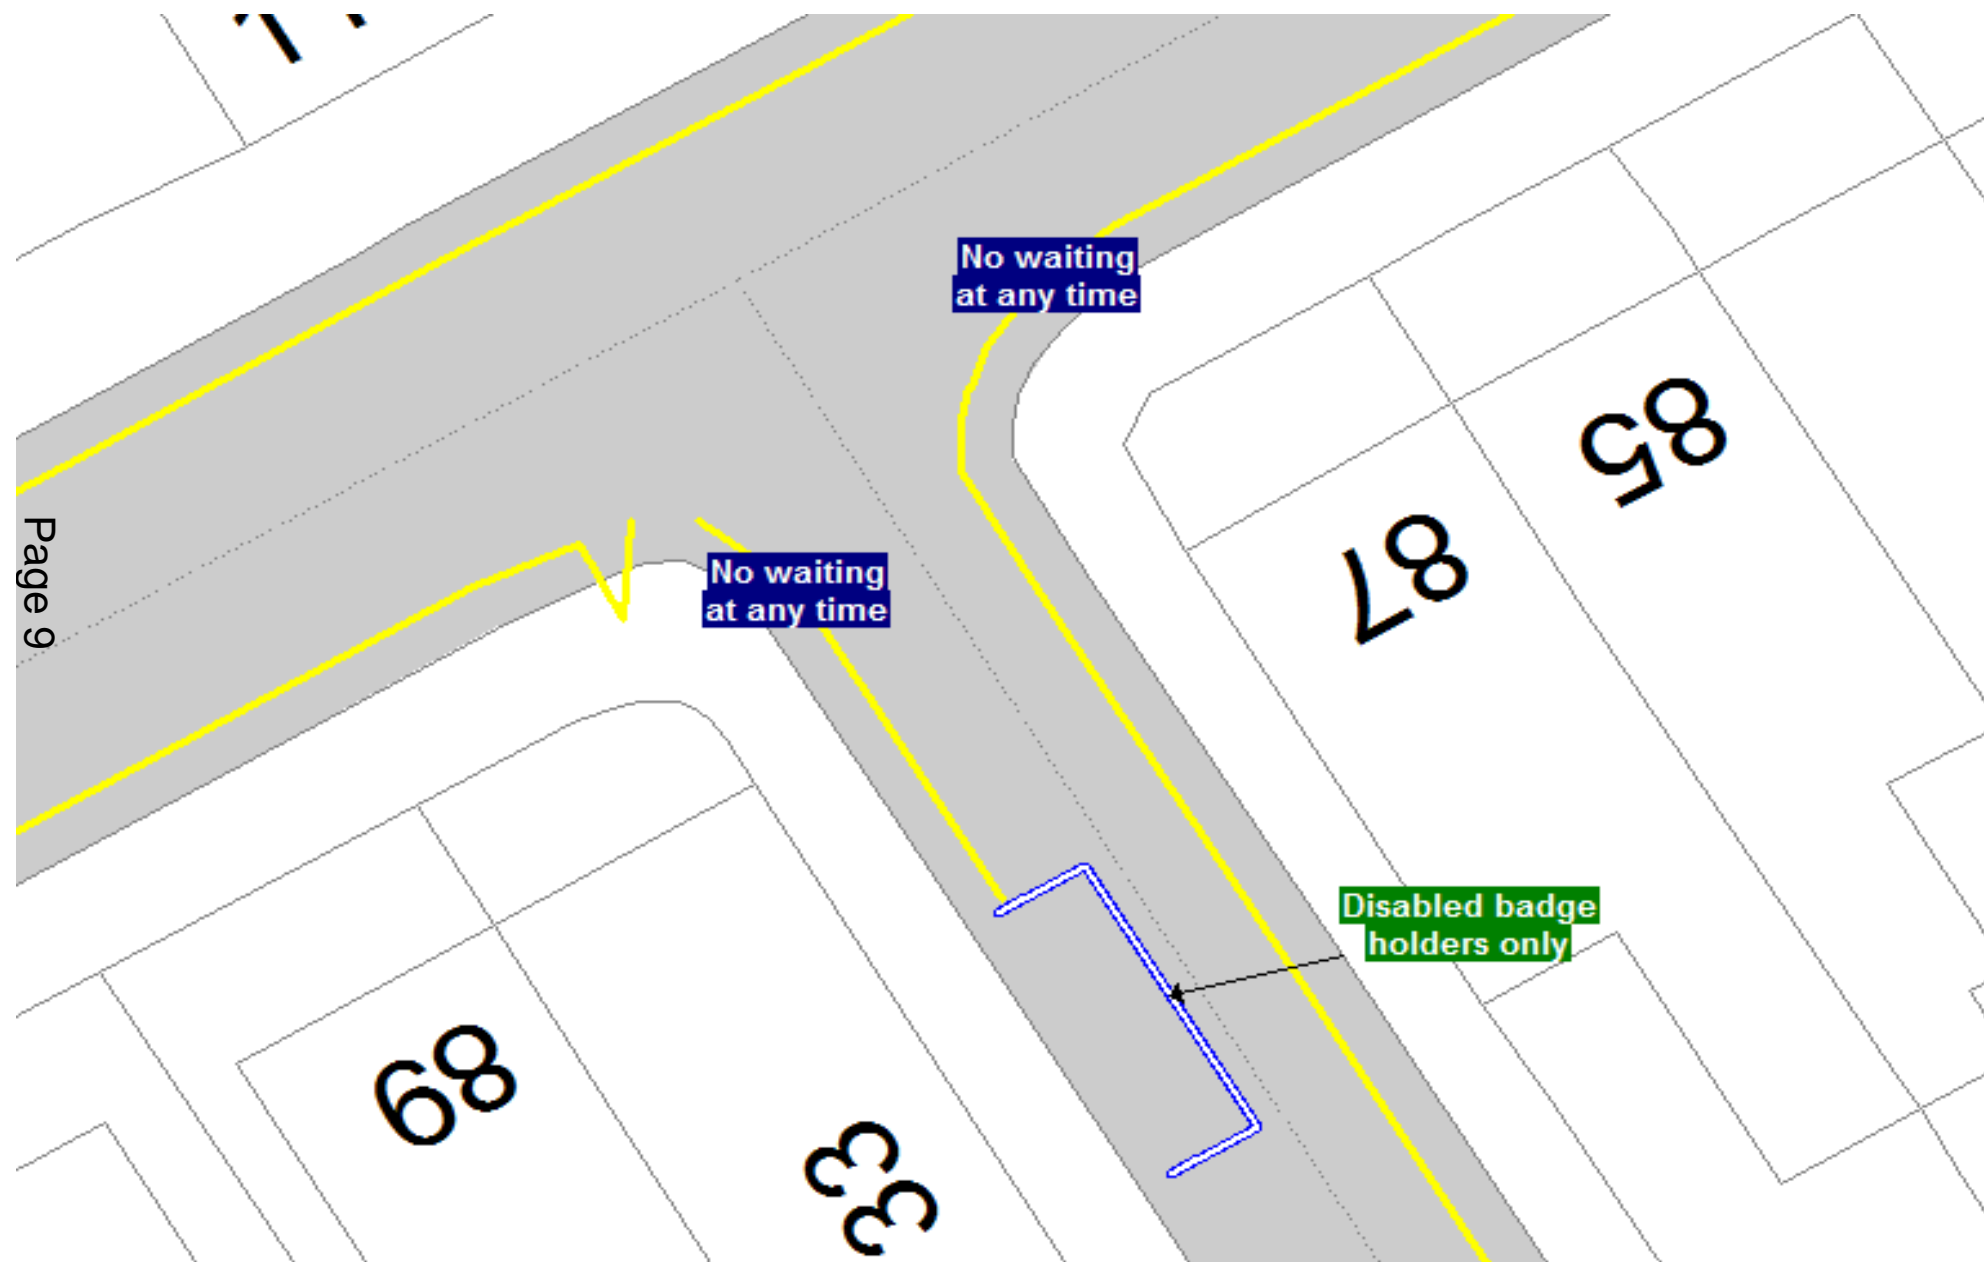 No waiting
at any time
85
87
Page 9
No waiting
at any time
Disabled badge
holders only
89
33